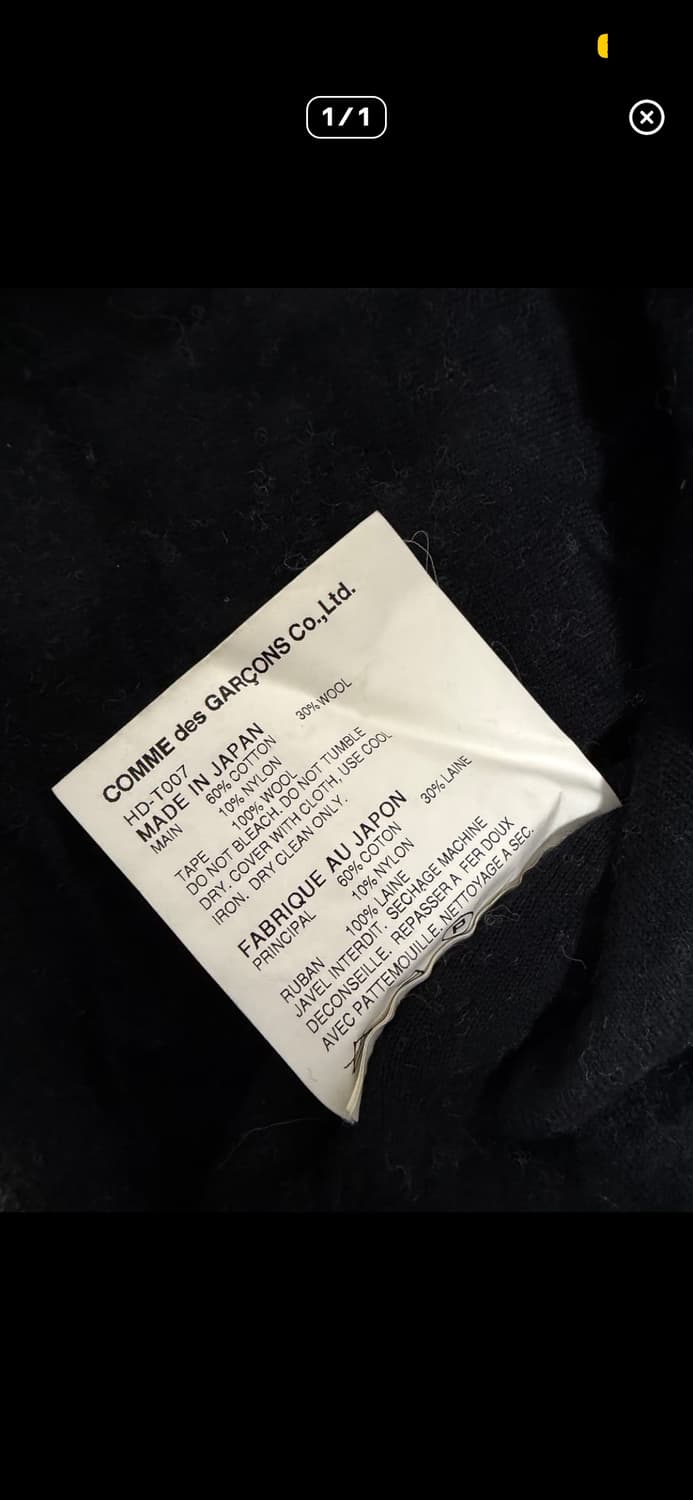 1/1
COMME des GARÇONS Co.,Ltd.
HD-T007
MADE IN JAPAN
MAIN 60% COTTON 30% WOOL
10% NYLON
TAPE 100% WOOL
DO NOT BLEACH. DO NOT TUMBLE
DRY. COVER WITH CLOTH, USE COOL
IRON. DRY CLEAN ONLY.
FABRIQUE AU JAPON
PRINCIPAL 60% COTON 30% LAINE
10% NYLON
RUBAN 100% LAINE
JAVEL INTERDIT. SECHAGE MACHINE
DECONSEILLE. REPASSER A FER DOUX
AVEC PATTEMOUILLE. NETTOYAGE A SEC.
P